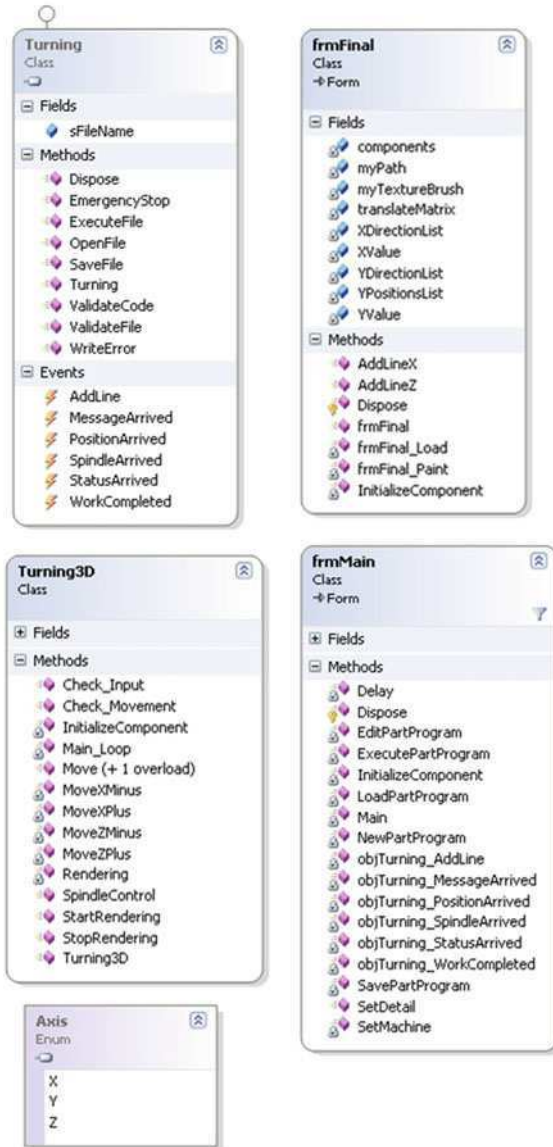 Turning
Class
Fields
sFileName
Methods
Dispose
EmergencyStop
ExecuteFile
OpenFile
SaveFile
Turning
ValidateCode
ValidateFile
WriteError
Events
AddLine
MessageArrived
PositionArrived
SpindleArrived
StatusArrived
WorkCompleted
frmFinal
Class
Form
Fields
components
myPath
myTextureBrush
translateMatrix
XDirectionList
XValue
YDirectionList
YPositionsList
YValue
Methods
AddLineX
AddLineZ
Dispose
frmFinal
frmFinal_Load
frmFinal_Paint
InitializeComponent
Turning3D
Class
Fields
Methods
Check_Input
Check_Movement
InitializeComponent
Main_Loop
Move (+ 1 overload)
MoveXMinus
MoveXPlus
MoveZMinus
MoveZPlus
Rendering
SpindleControl
StartRendering
StopRendering
Turning3D
frmMain
Class
Form
Fields
Methods
Delay
Dispose
EditPartProgram
ExecutePartProgram
InitializeComponent
LoadPartProgram
Main
NewPartProgram
objTurning_AddLine
objTurning_MessageArrived
objTurning_PositionArrived
objTurning_SpindleArrived
objTurning_StatusArrived
objTurning_WorkCompleted
SavePartProgram
SetDetail
SetMachine
Axis
Enum
X
Y
Z